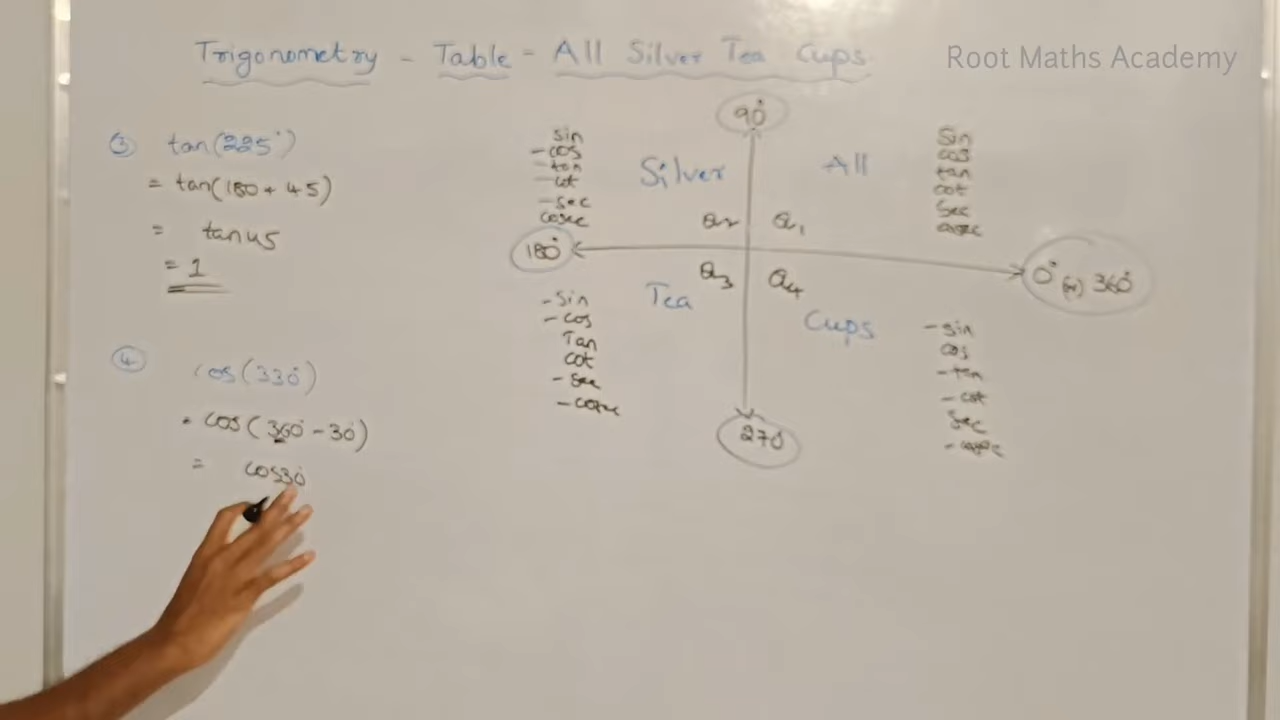 Trigonometry - Table - All Silver Tea Cups
Root Maths Academy
③ tan(225°)
= tan(180 + 45)
= tan45
= 1
④ cos(330°)
= cos(360° - 30°)
= cos30°
90°
sin
- cos
- tan
- cot
- sec
cosec
Silver
All
Sin
cos
tan
cot
Sec
cosec
Q2
Q1
180°
0° (or) 360°
Q3
Q4
- Sin
- cos
Tan
cot
- sec
- cosec
Tea
Cups
- sin
cos
- tan
- cot
Sec
- cosec
270°